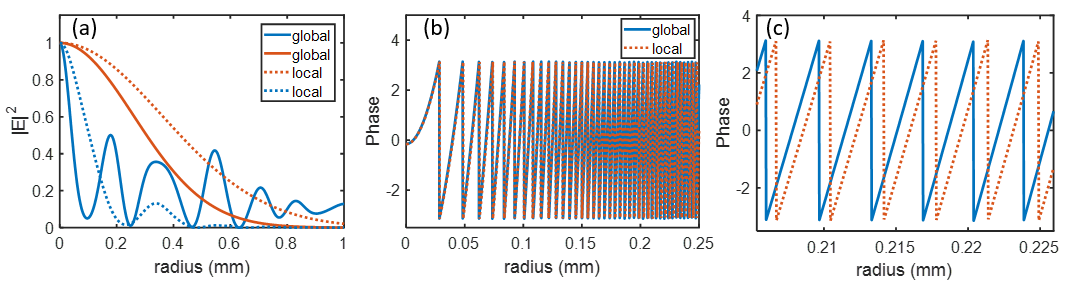 (a)
global
global
local
local
|E|²
1
0.8
0.6
0.4
0.2
0
0 0.2 0.4 0.6 0.8 1
radius (mm)
(b)
global
local
Phase
4
2
0
-2
0 0.05 0.1 0.15 0.2 0.25
radius (mm)
(c)
Phase
4
2
0
-2
0.21 0.215 0.22 0.225
radius (mm)